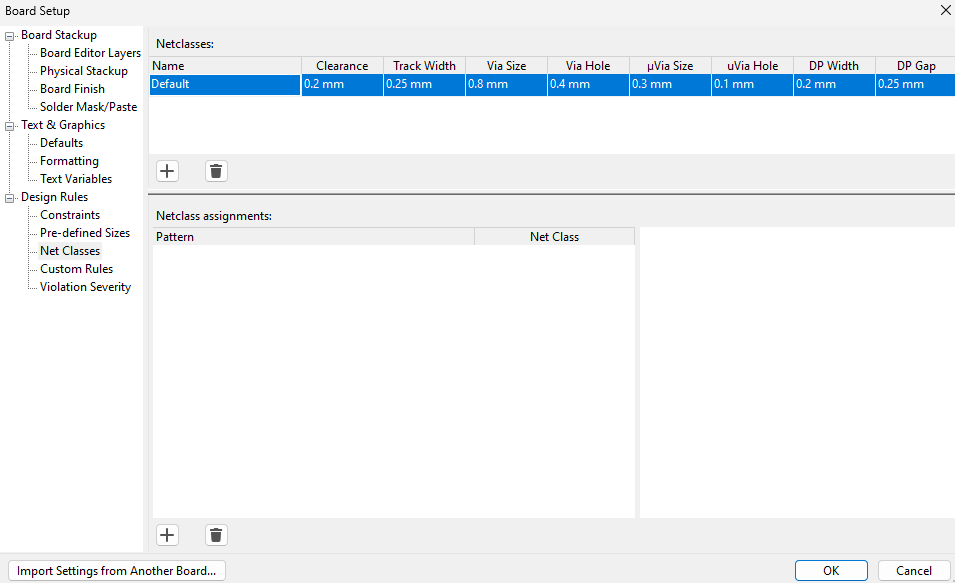 Board Setup
Board Stackup
Board Editor Layers
Physical Stackup
Board Finish
Solder Mask/Paste
Text & Graphics
Defaults
Formatting
Text Variables
Design Rules
Constraints
Pre-defined Sizes
Net Classes
Custom Rules
Violation Severity
Netclasses:
Name Clearance Track Width Via Size Via Hole µVia Size uVia Hole DP Width DP Gap
Default 0.2 mm 0.25 mm 0.8 mm 0.4 mm 0.3 mm 0.1 mm 0.2 mm 0.25 mm
Netclass assignments:
Pattern Net Class
Import Settings from Another Board... OK Cancel